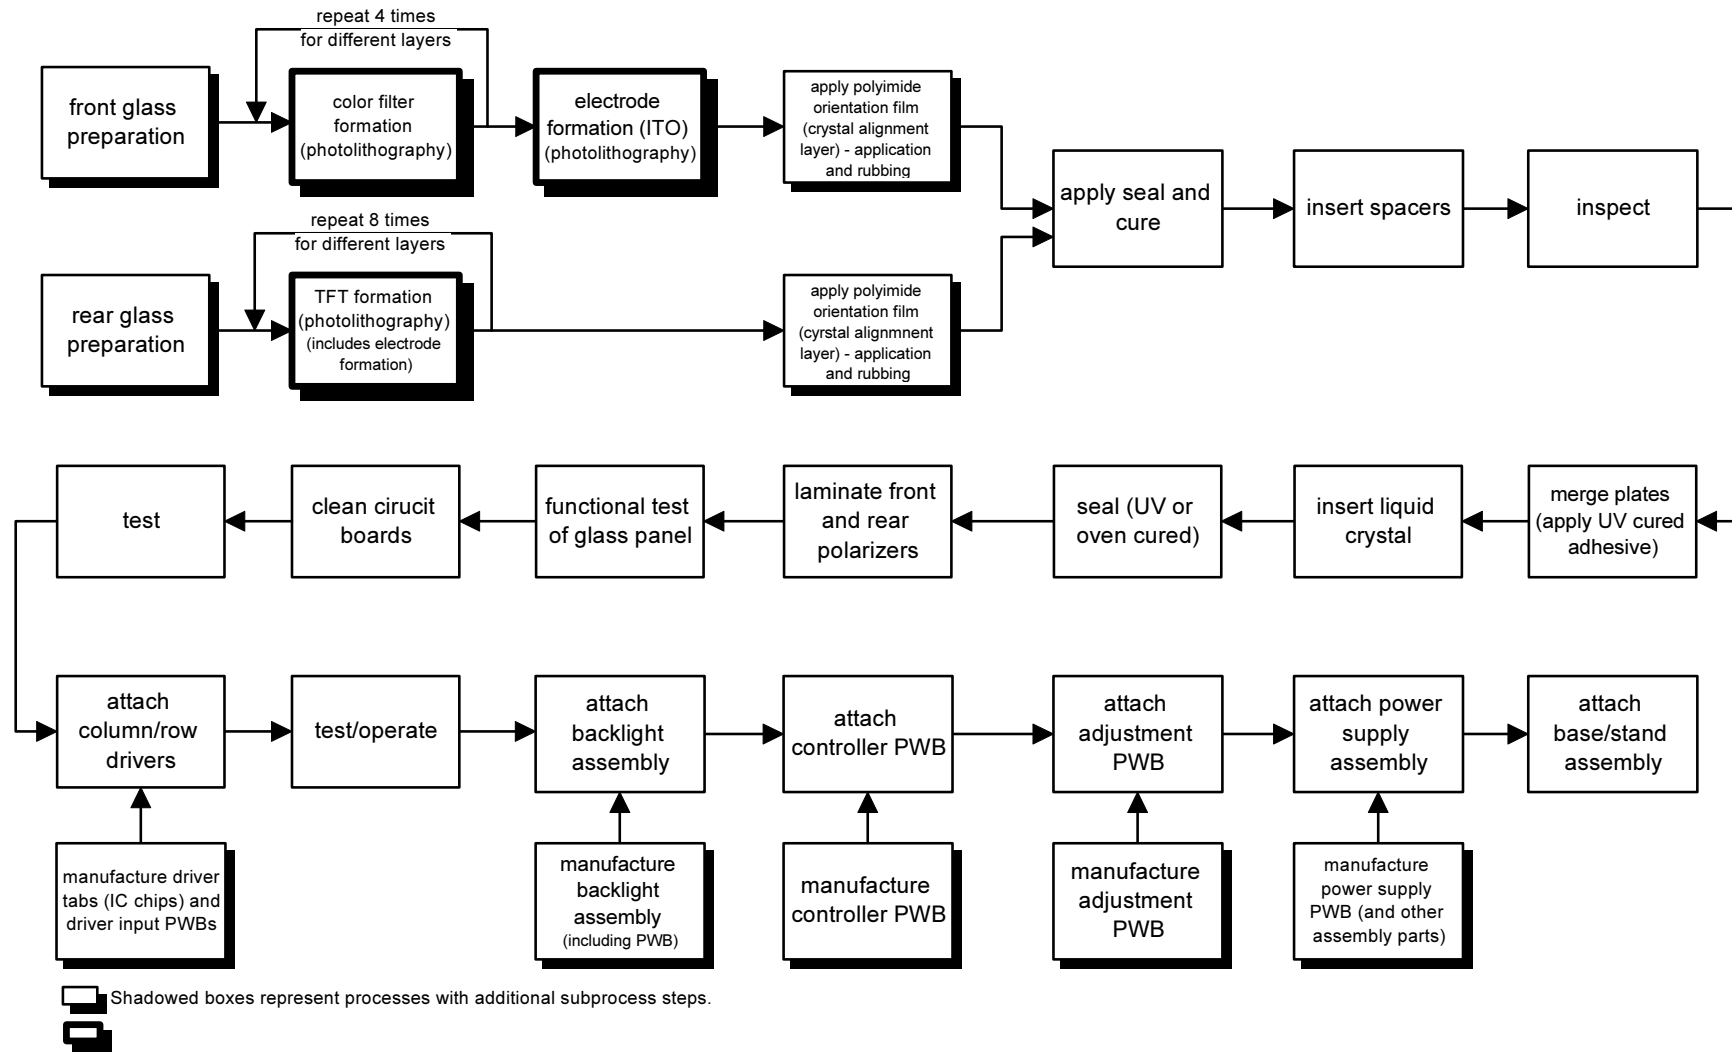 repeat 4 times
for different layers
front glass
preparation
color filter
formation
(photolithography)
electrode
formation (ITO)
(photolithography)
apply polyimide
orientation film
(crystal alignment
layer) - application
and rubbing
repeat 8 times
for different layers
rear glass
preparation
TFT formation
(photolithography)
(includes electrode
formation)
apply polyimide
orientation film
(cyrstal alignmnent
layer) - application
and rubbing
apply seal and
cure
insert spacers
inspect
test
clean cirucit
boards
functional test
of glass panel
laminate front
and rear
polarizers
seal (UV or
oven cured)
insert liquid
crystal
merge plates
(apply UV cured
adhesive)
attach
column/row
drivers
test/operate
attach
backlight
assembly
attach
controller PWB
attach
adjustment
PWB
attach power
supply
assembly
attach
base/stand
assembly
manufacture driver
tabs (IC chips) and
driver input PWBs
manufacture
backlight
assembly
(including PWB)
manufacture
controller PWB
manufacture
adjustment
PWB
manufacture
power supply
PWB (and other
assembly parts)
Shadowed boxes represent processes with additional subprocess steps.